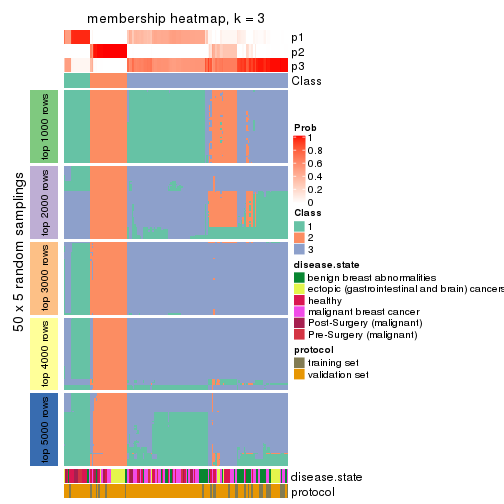 membership heatmap, k = 3
p1
p2
p3
Class
50 x 5 random samplings
top 1000 rows
top 2000 rows
top 3000 rows
top 4000 rows
top 5000 rows
Prob
1
0.8
0.6
0.4
0.2
0
Class
1
2
3
disease.state
benign breast abnormalities
ectopic (gastrointestinal and brain) cancers
healthy
malignant breast cancer
Post-Surgery (malignant)
Pre-Surgery (malignant)
protocol
training set
validation set
disease.state
protocol